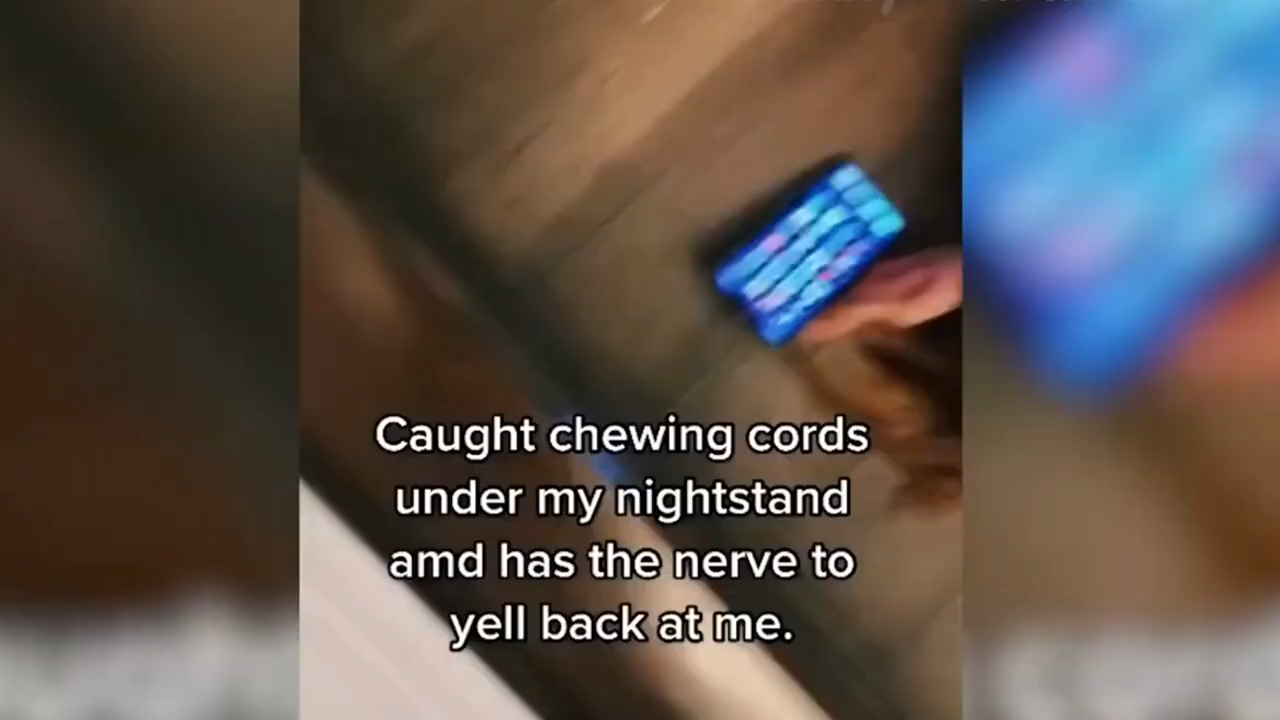 Caught chewing cords
under my nightstand
amd has the nerve to
yell back at me.